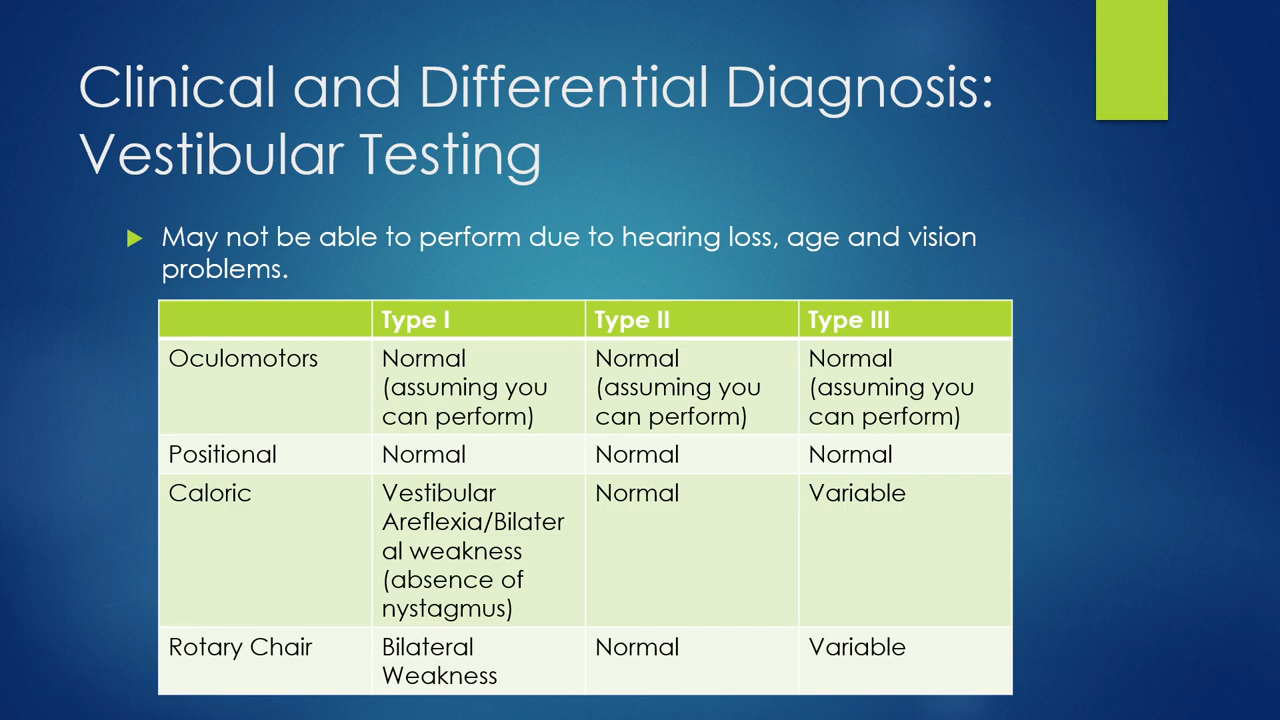 Clinical and Differential Diagnosis:
Vestibular Testing
May not be able to perform due to hearing loss, age and vision
problems.
Type I Type II Type III
Oculomotors Normal (assuming you can perform) Normal (assuming you can perform) Normal (assuming you can perform)
Positional Normal Normal Normal
Caloric Vestibular Areflexia/Bilateral weakness (absence of nystagmus) Normal Variable
Rotary Chair Bilateral Weakness Normal Variable